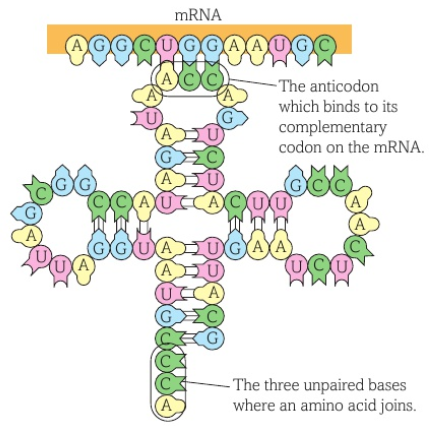 mRNA
A G G C U G G A A U G C
A C C
The anticodon
which binds to its
complementary
codon on the mRNA.
A A
U G
A U
G C
A U
C G G G C C
C C A U A C U U A
G A
A G G U A U G A A C
U U A A U U C U
U A
G C
C G
C
C
A
The three unpaired bases
where an amino acid joins.